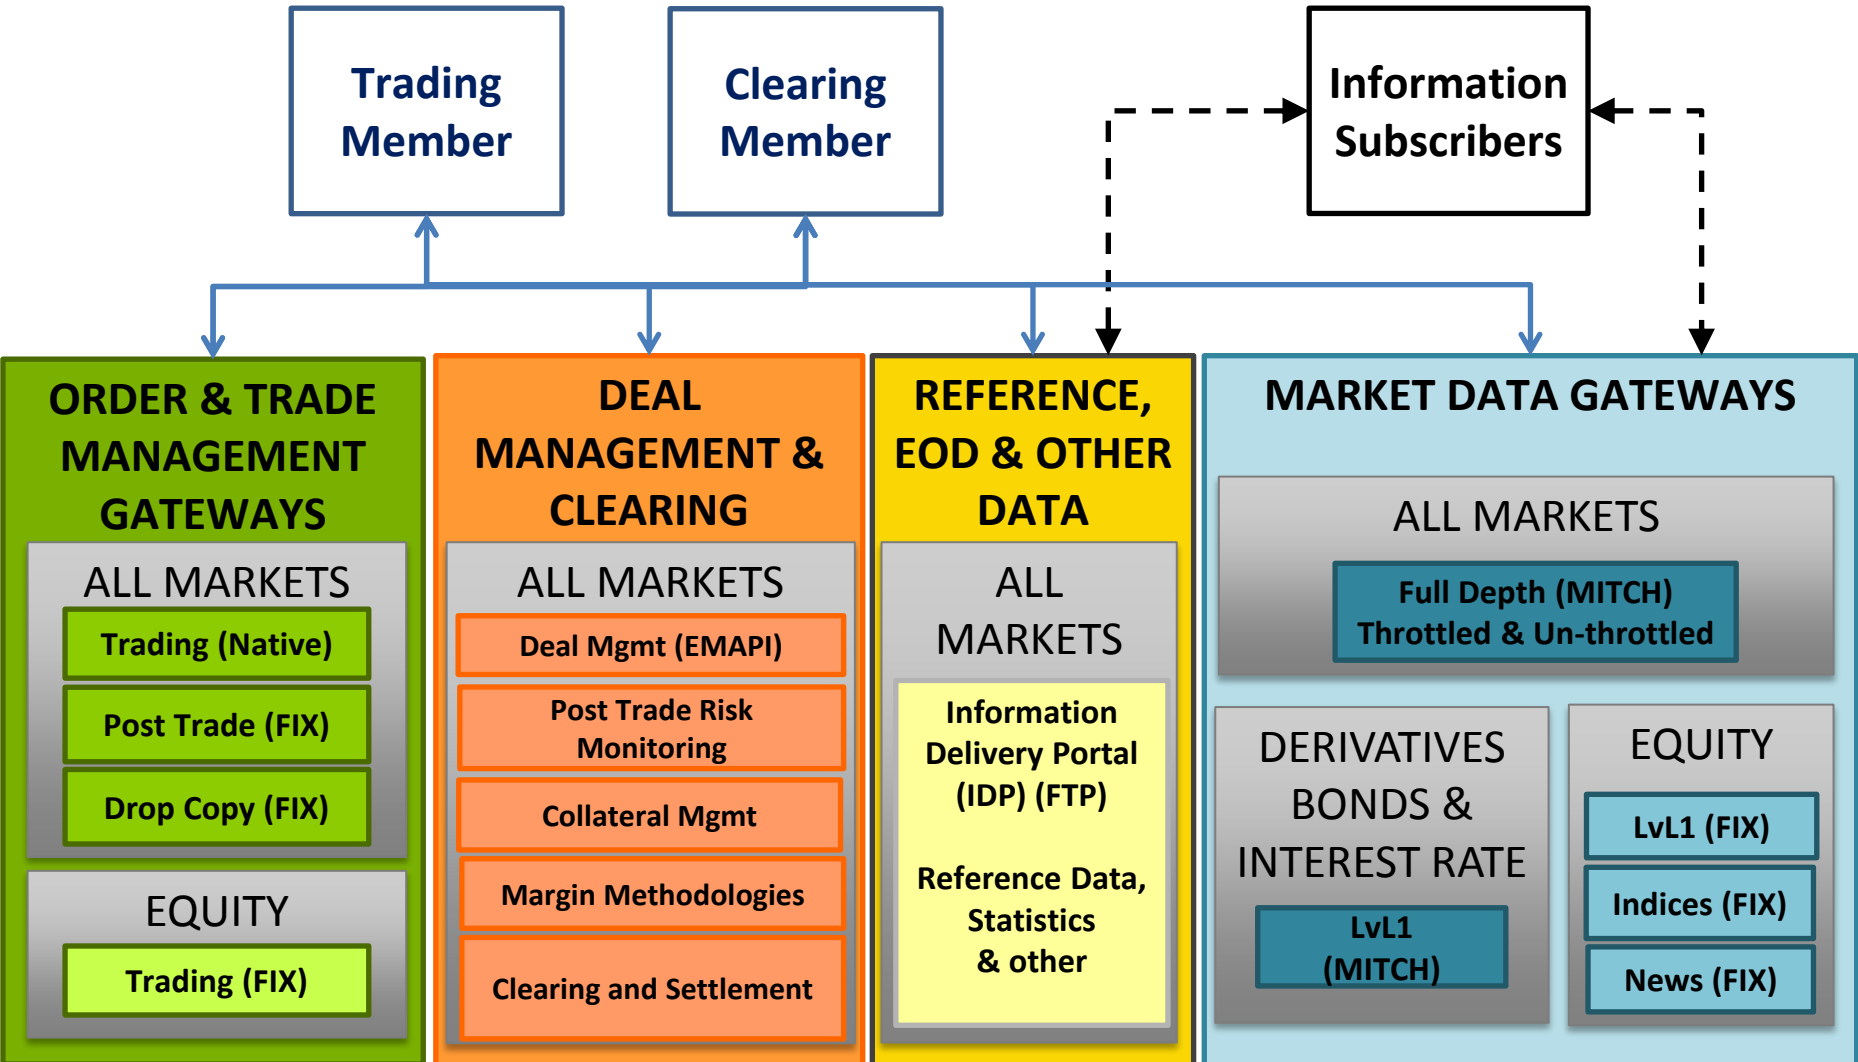 Trading
Member
Clearing
Member
Information
Subscribers
ORDER & TRADE
MANAGEMENT
GATEWAYS
ALL MARKETS
Trading (Native)
Post Trade (FIX)
Drop Copy (FIX)
EQUITY
Trading (FIX)
DEAL
MANAGEMENT &
CLEARING
ALL MARKETS
Deal Mgmt (EMAPI)
Post Trade Risk
Monitoring
Collateral Mgmt
Margin Methodologies
Clearing and Settlement
REFERENCE,
EOD & OTHER
DATA
ALL
MARKETS
Information
Delivery Portal
(IDP) (FTP)
Reference Data,
Statistics
& other
MARKET DATA GATEWAYS
ALL MARKETS
Full Depth (MITCH)
Throttled & Un-throttled
DERIVATIVES
BONDS &
INTEREST RATE
LvL1
(MITCH)
EQUITY
LvL1 (FIX)
Indices (FIX)
News (FIX)